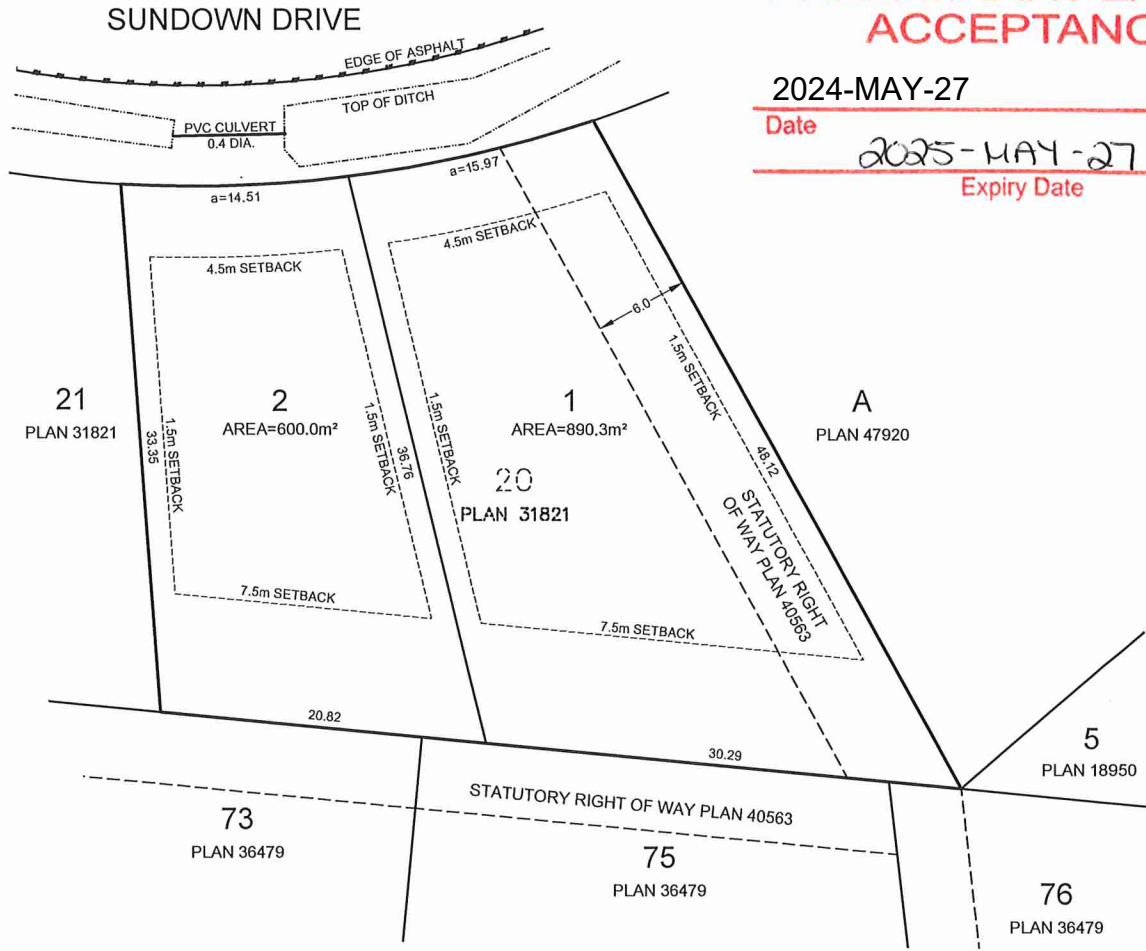 SUNDOWN DRIVE
ACCEPTANC
2024-MAY-27
Date
2025-MAY-27
Expiry Date
EDGE OF ASPHALT
TOP OF DITCH
PVC CULVERT
0.4 DIA.
a=14.51
a=15.97
4.5m SETBACK
4.5m SETBACK
6.0
1.5m SETBACK
21
PLAN 31821
33.35
1.5m SETBACK
2
AREA=600.0m²
1.5m SETBACK
36.76
1.5m SETBACK
1
AREA=890.3m²
20
PLAN 31821
48.12
A
PLAN 47920
STATUTORY RIGHT
OF WAY PLAN 40563
7.5m SETBACK
7.5m SETBACK
20.82
30.29
5
PLAN 18950
STATUTORY RIGHT OF WAY PLAN 40563
73
PLAN 36479
75
PLAN 36479
76
PLAN 36479